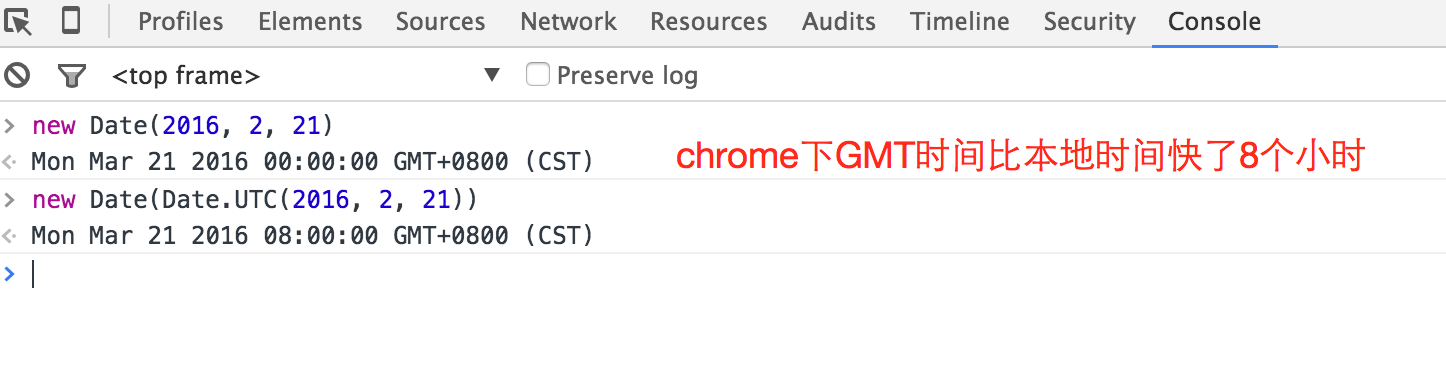 Profiles Elements Sources Network Resources Audits Timeline Security Console
<top frame> ▼ Preserve log
> new Date(2016, 2, 21)
Mon Mar 21 2016 00:00:00 GMT+0800 (CST)
chrome下GMT时间比本地时间快了8个小时
> new Date(Date.UTC(2016, 2, 21))
Mon Mar 21 2016 08:00:00 GMT+0800 (CST)
>